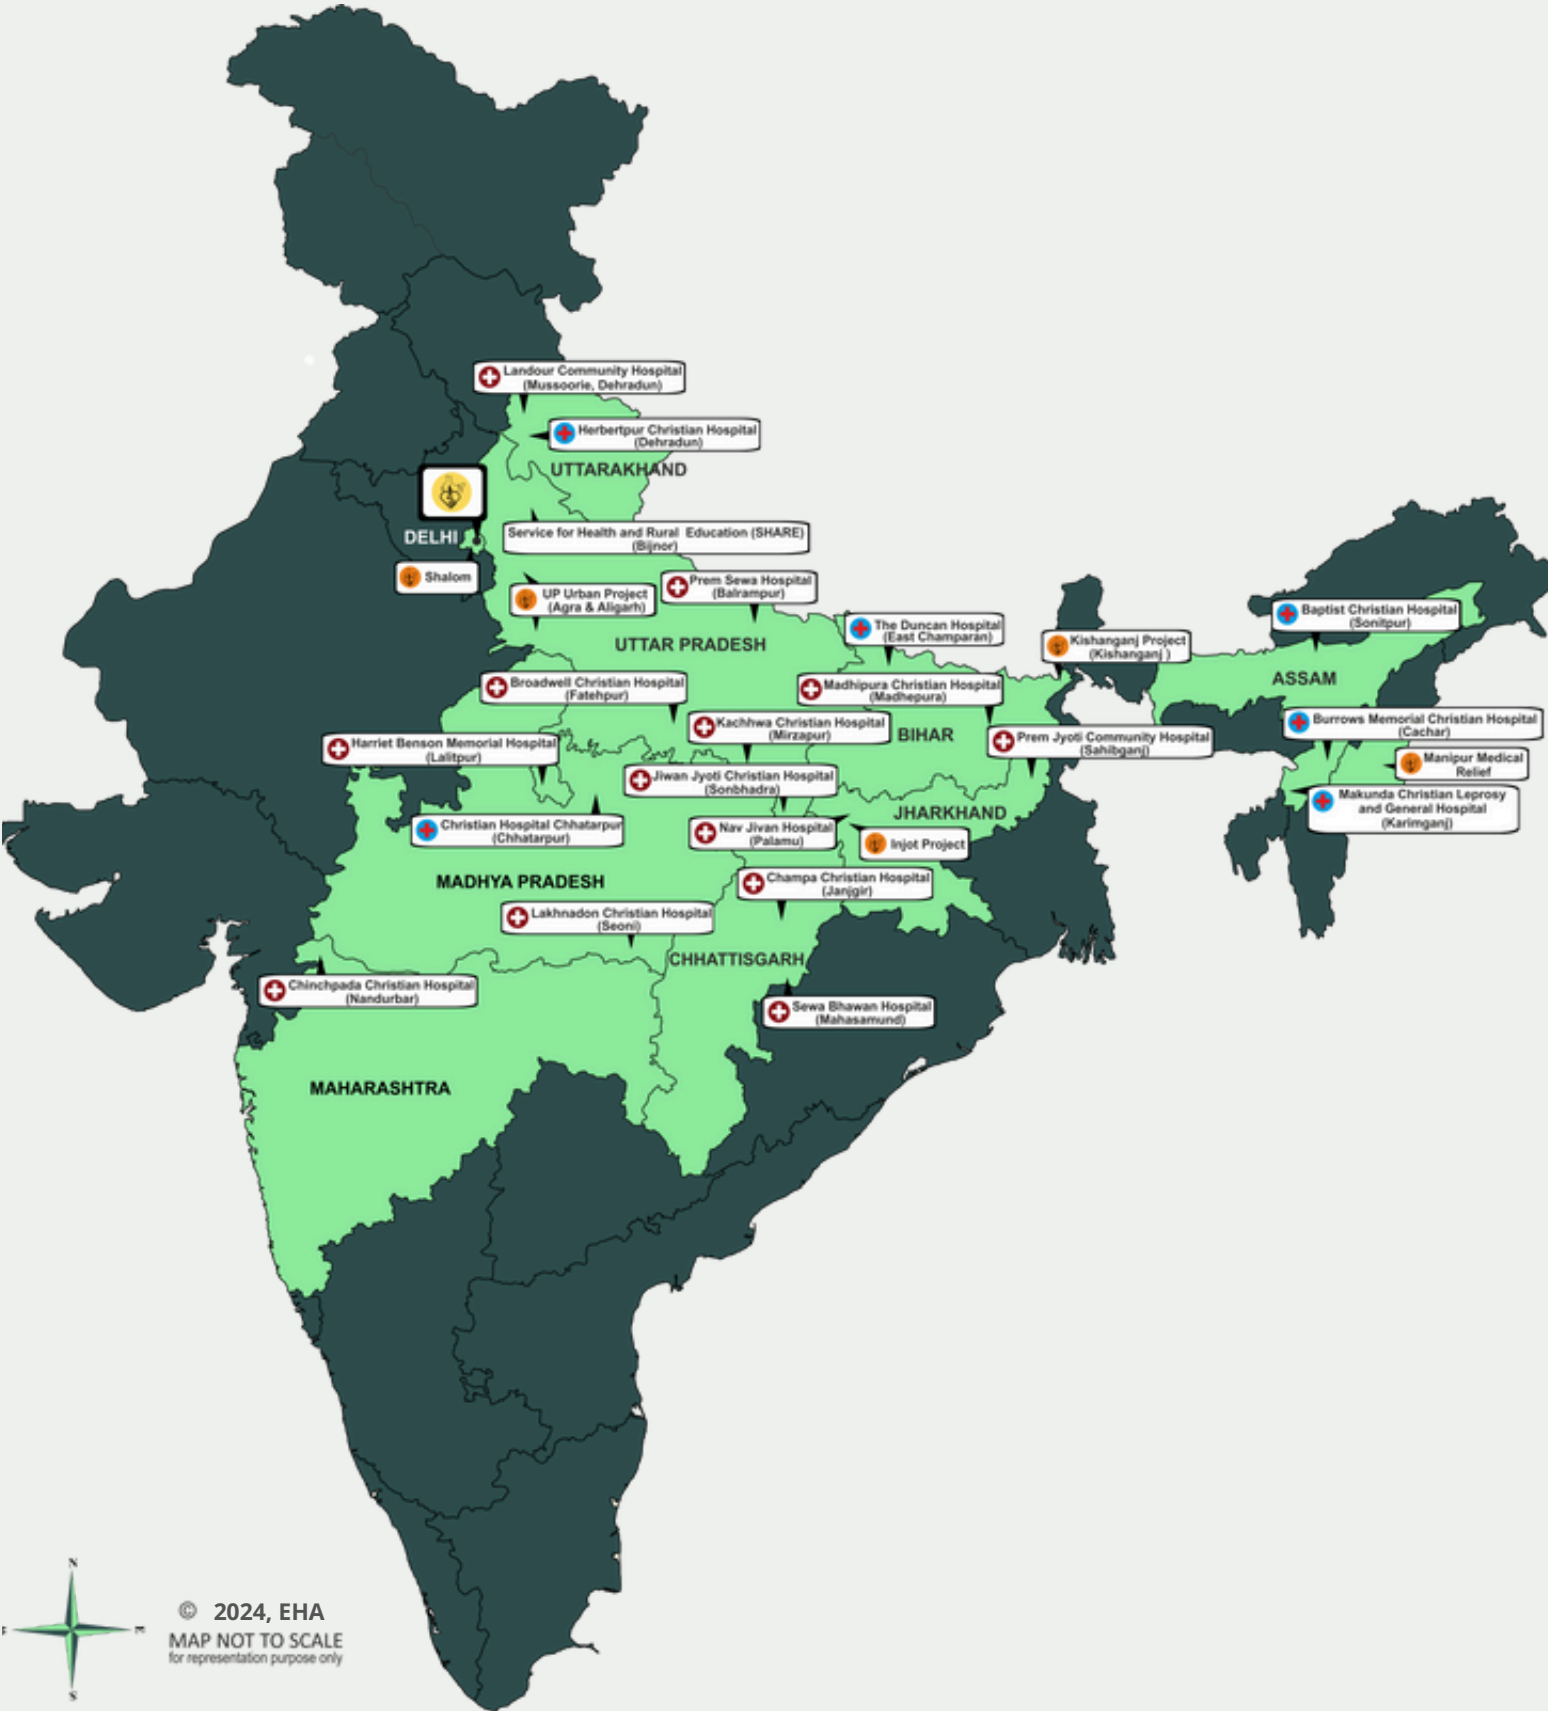 Landour Community Hospital
(Mussoorie, Dehradun)
Herbertpur Christian Hospital
(Dehradun)
UTTARAKHAND
DELHI
Service for Health and Rural Education (SHARE)
(Bijnor)
Shalom
UP Urban Project
(Agra & Aligarh)
Prem Sewa Hospital
(Balrampur)
Baptist Christian Hospital
(Sonitpur)
The Duncan Hospital
(East Champaran)
Kishanganj Project
(Kishanganj )
UTTAR PRADESH
ASSAM
Broadwell Christian Hospital
(Fatehpur)
Madhipura Christian Hospital
(Madhepura)
Kachhwa Christian Hospital
(Mirzapur)
BIHAR
Burrows Memorial Christian Hospital
(Cachar)
Prem Jyoti Community Hospital
(Sahibganj)
Harriet Benson Memorial Hospital
(Lalitpur)
Manipur Medical
Relief
Jiwan Jyoti Christian Hospital
(Sonbhadra)
Makunda Christian Leprosy
and General Hospital
(Karimganj)
JHARKHAND
Christian Hospital Chhatarpur
(Chhatarpur)
Nav Jivan Hospital
(Palamu)
Injot Project
MADHYA PRADESH
Champa Christian Hospital
(Janjgir)
Lakhnadon Christian Hospital
(Seoni)
CHHATTISGARH
Chinchpada Christian Hospital
(Nandurbar)
Sewa Bhawan Hospital
(Mahasamund)
MAHARASHTRA
N
S
© 2024, EHA
MAP NOT TO SCALE
for representation purpose only